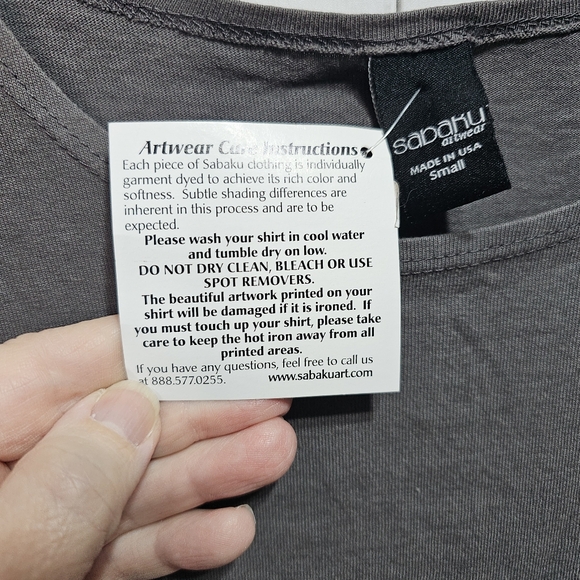 Artwear Care Instructions
Each piece of Sabaku clothing is individually
garment dyed to achieve its rich color and
softness. Subtle shading differences are
inherent in this process and are to be
expected.
Please wash your shirt in cool water
and tumble dry on low.
DO NOT DRY CLEAN, BLEACH OR USE
SPOT REMOVERS.
The beautiful artwork printed on your
shirt will be damaged if it is ironed. If
you must touch up your shirt, please take
care to keep the hot iron away from all
printed areas.
If you have any questions, feel free to call us
at 888.577.0255. www.sabakuart.com
sabaku
artwear
MADE IN USA
Small